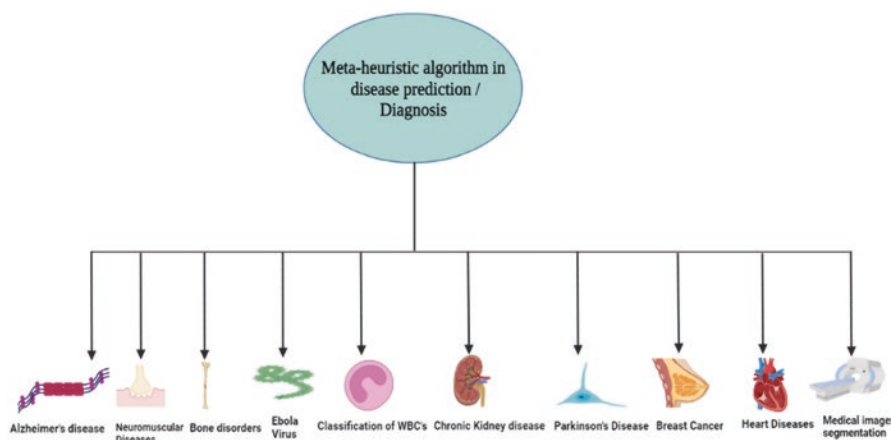 Meta-heuristic algorithm in
disease prediction /
Diagnosis
Alzheimer's disease
Neuromuscular
Diseases
Bone disorders
Ebola
Virus
Classification of WBC's
Chronic Kidney disease
Parkinson's Disease
Breast Cancer
Heart Diseases
Medical image
segmentation